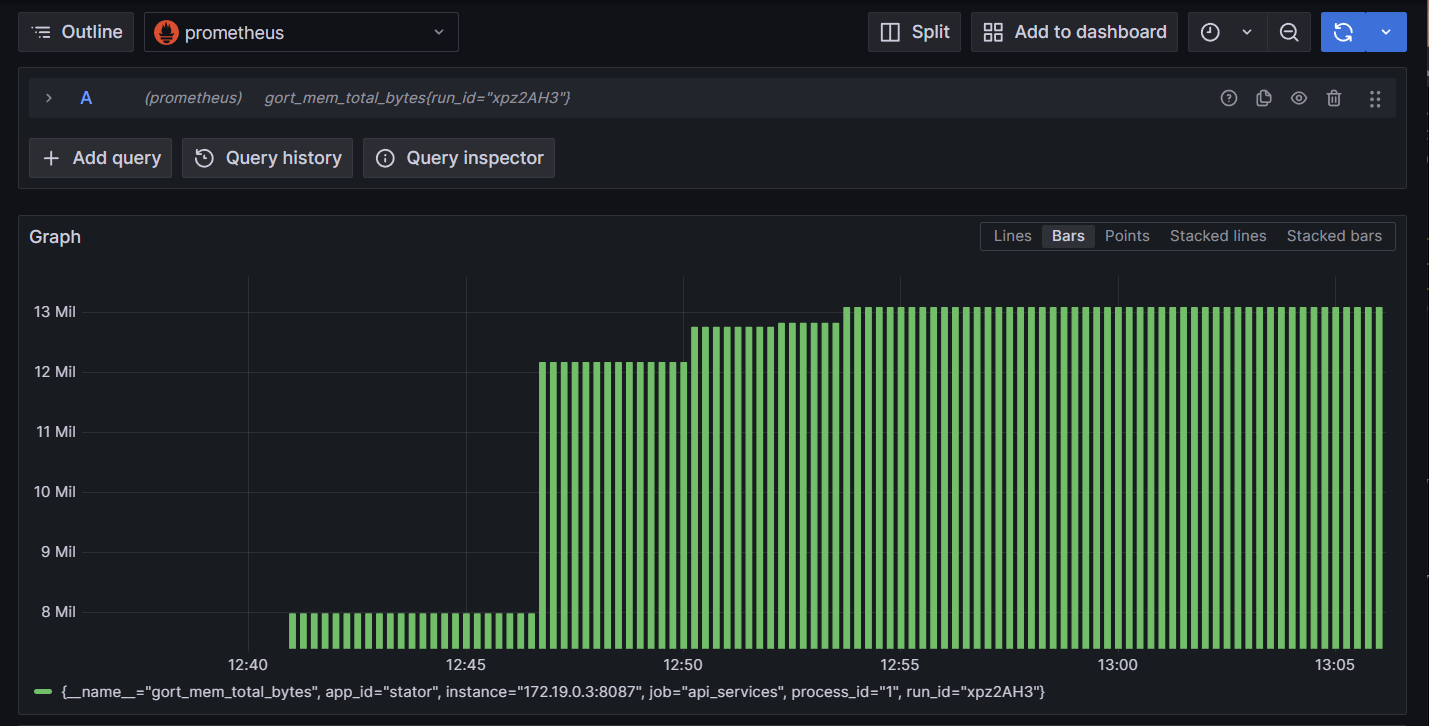 Outline prometheus Split Add to dashboard
A (prometheus) gort_mem_total_bytes{run_id="xpz2AH3"}
Add query Query history Query inspector
Graph Lines Bars Points Stacked lines Stacked bars
13 Mil
12 Mil
11 Mil
10 Mil
9 Mil
8 Mil
12:40 12:45 12:50 12:55 13:00 13:05
{__name__="gort_mem_total_bytes", app_id="stator", instance="172.19.0.3:8087", job="api_services", process_id="1", run_id="xpz2AH3"}